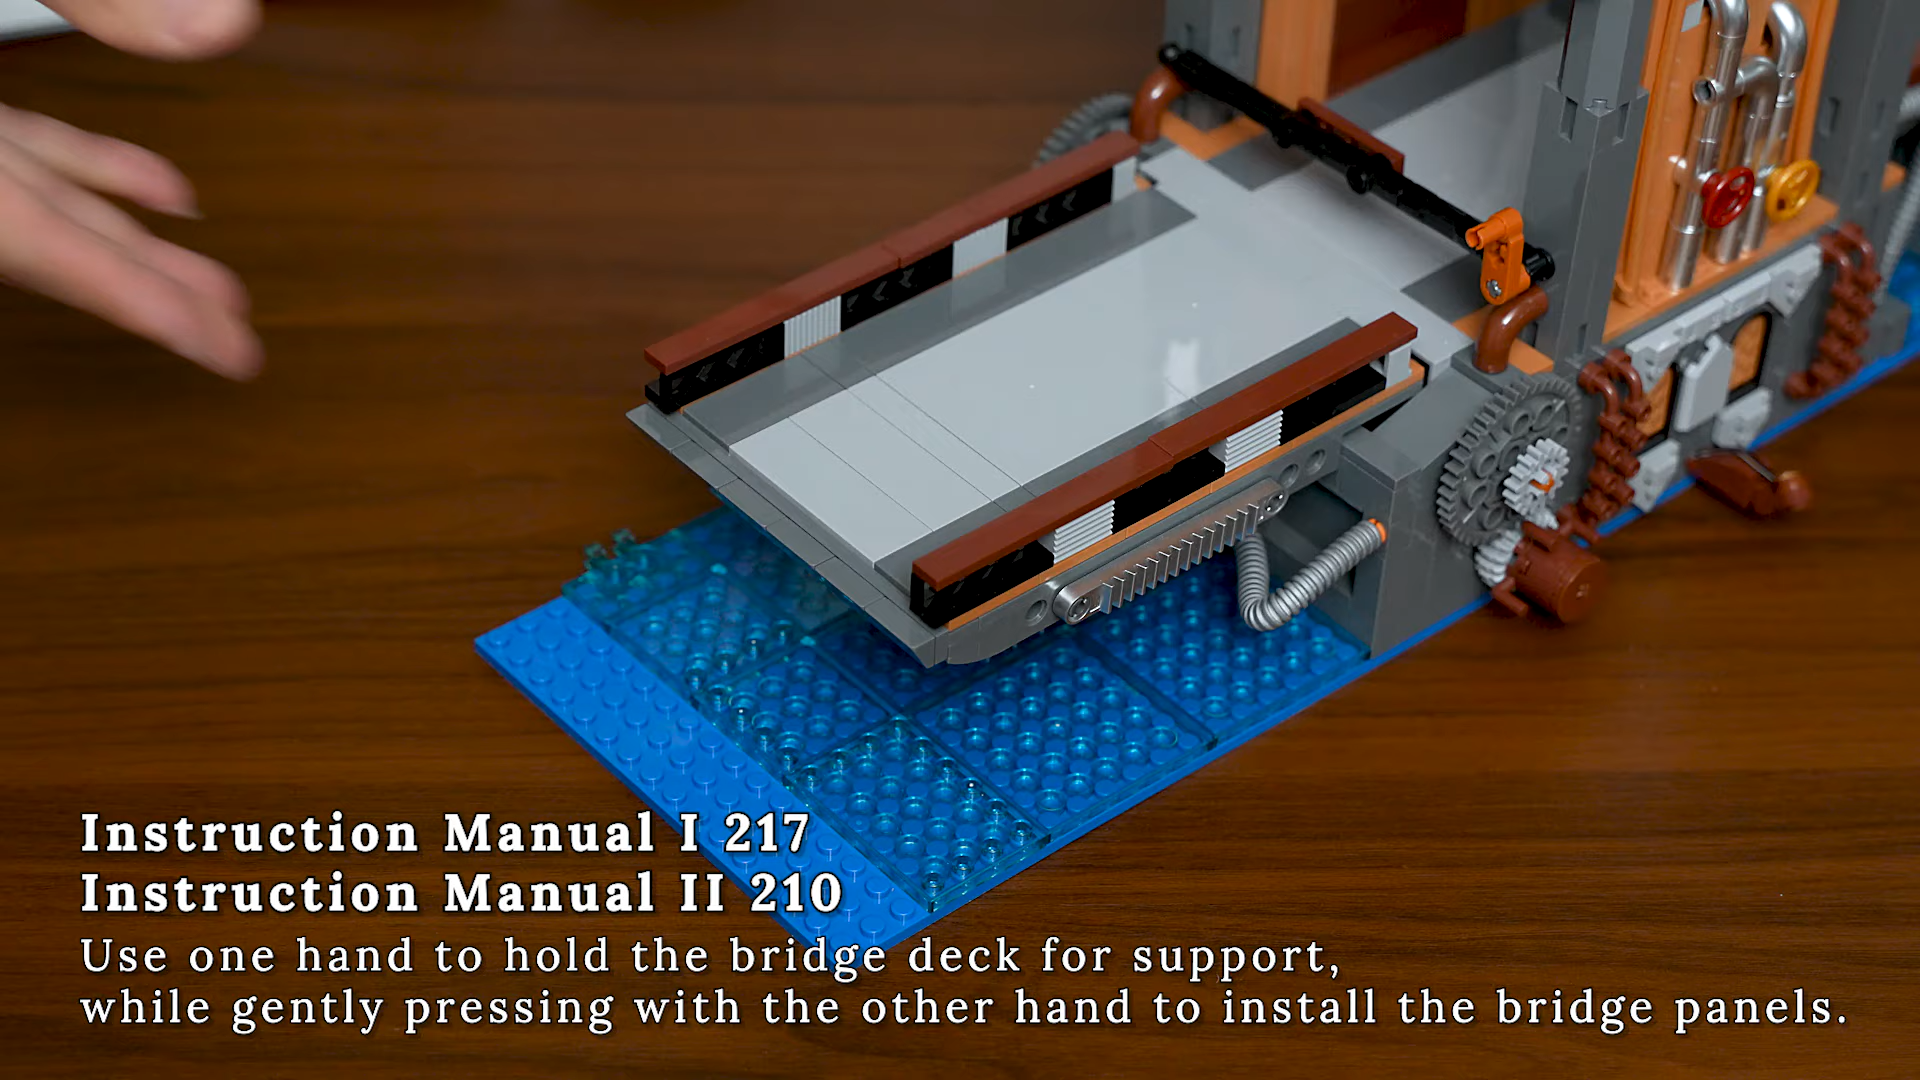 Instruction Manual I 217
Instruction Manual II 210
Use one hand to hold the bridge deck for support,
while gently pressing with the other hand to install the bridge panels.